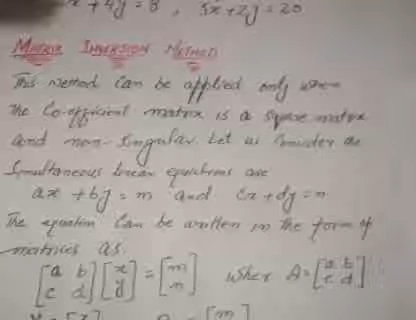 x + 4y = 8 , 5x + 2y = 20
MATRIX INVERSION METHOD
This method can be applied only when
the Co-efficient matrix is a square matrix
and non-singular. Let us Consider the
Simultaneous linear equations are
ax + by = m and cx + dy = n
The equation Can be written in the form of
matrices as.
[a b] [x] = [m] where A = [a b]
[c d] [y] [n] [c d]